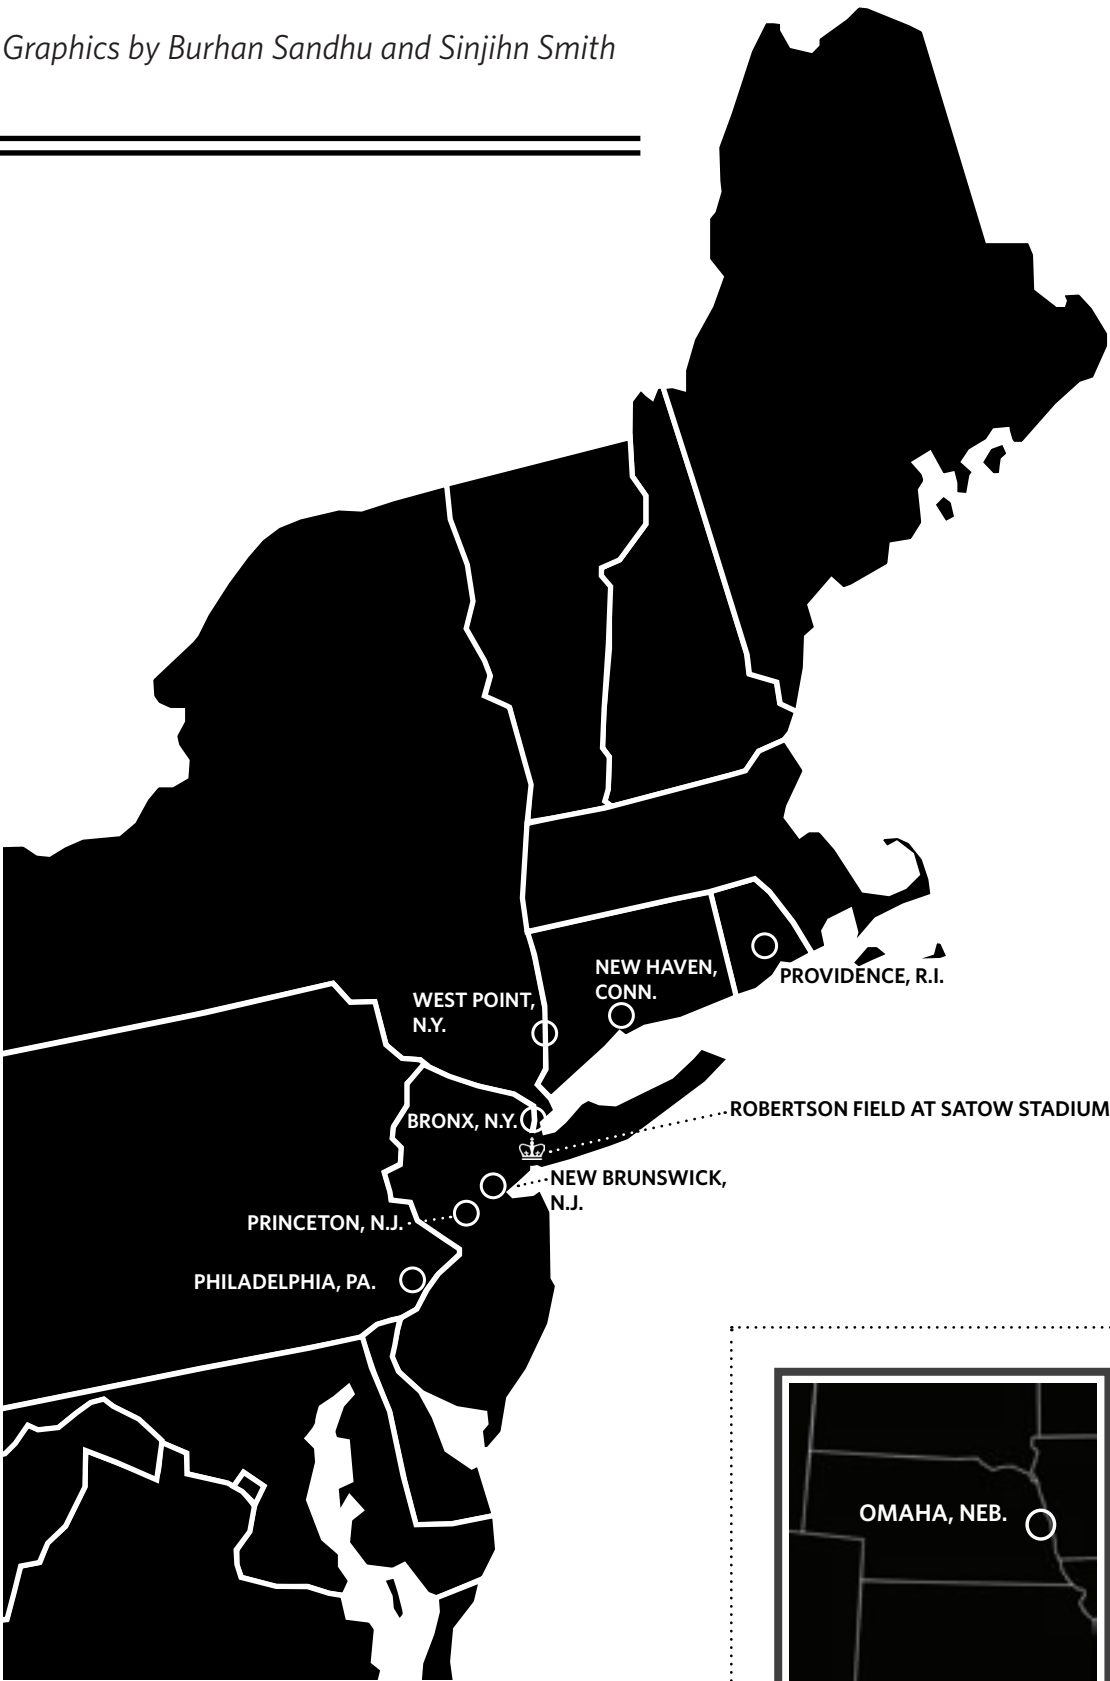 Graphics by Burhan Sandhu and Sinjihn Smith
NEW HAVEN,
CONN.
PROVIDENCE, R.I.
WEST POINT,
N.Y.
ROBERTSON FIELD AT SATOW STADIUM
BRONX, N.Y.
NEW BRUNSWICK,
N.J.
PRINCETON, N.J.
PHILADELPHIA, PA.
OMAHA, NEB.